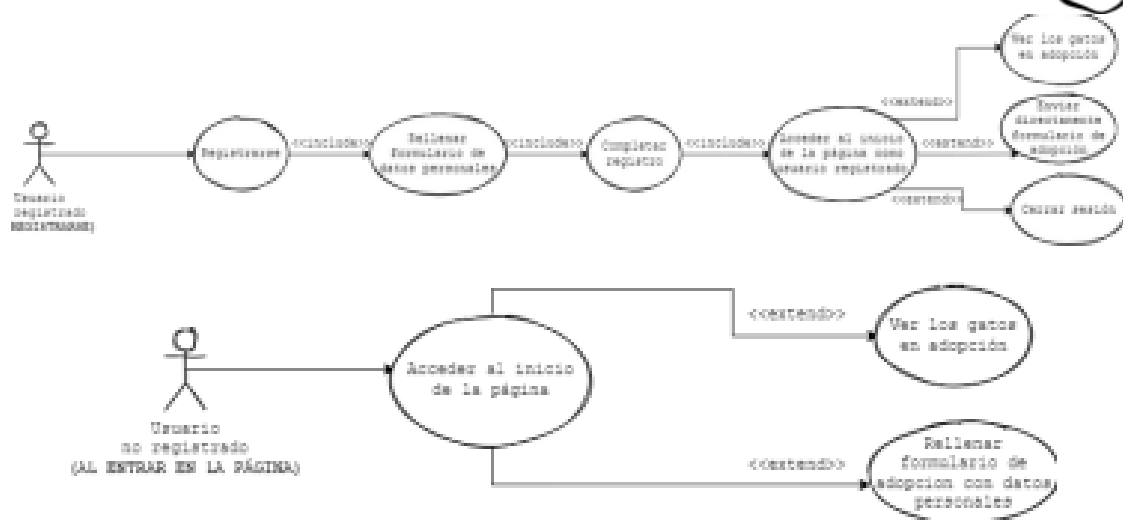 Ver los gatos
en adopción
<<extend>>
Enviar
directamente
formulario de
adopción
<<extend>>
Cerrar sesión
<<extend>>
Acceder al inicio
de la página como
usuario registrado
<<include>>
Completar
registro
<<include>>
Rellenar
formulario de
datos personales
<<include>>
Registrarse
Usuario
registrado
REGISTRARSE)
<<extend>>
Ver los gatos
en adopción
Acceder al inicio
de la página
Usuario
no registrado
(AL ENTRAR EN LA PÁGINA)
<<extend>>
Rellenar
formulario de
adopcion con datos
personales